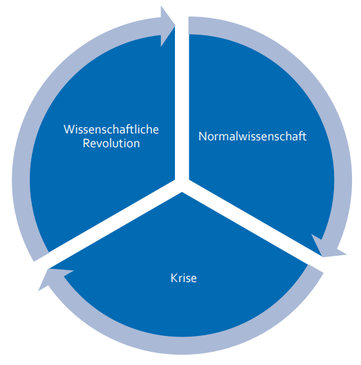 Wissenschaftliche
Revolution
Normalwissenschaft
Krise